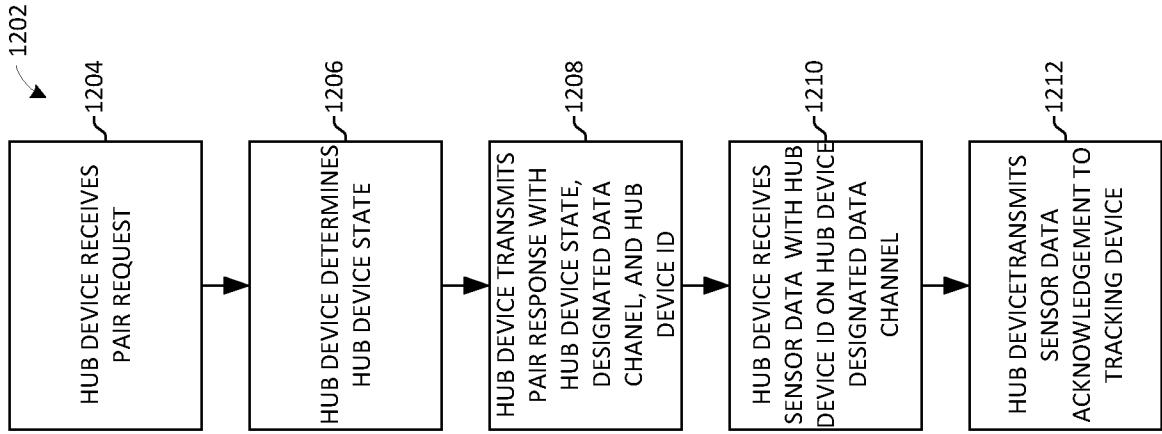 1202
1204
HUB DEVICE RECEIVES
PAIR REQUEST
1206
HUB DEVICE DETERMINES
HUB DEVICE STATE
1208
HUB DEVICE TRANSMITS
PAIR RESPONSE WITH
HUB DEVICE STATE,
DESIGNATED DATA
CHANNEL, AND HUB
DEVICE ID
1210
HUB DEVICE RECEIVES
SENSOR DATA WITH HUB
DEVICE ID ON HUB DEVICE
DESIGNATED DATA
CHANNEL
1212
HUB DEVICETRANSMITS
SENSOR DATA
ACKNOWLEDGEMENT TO
TRACKING DEVICE